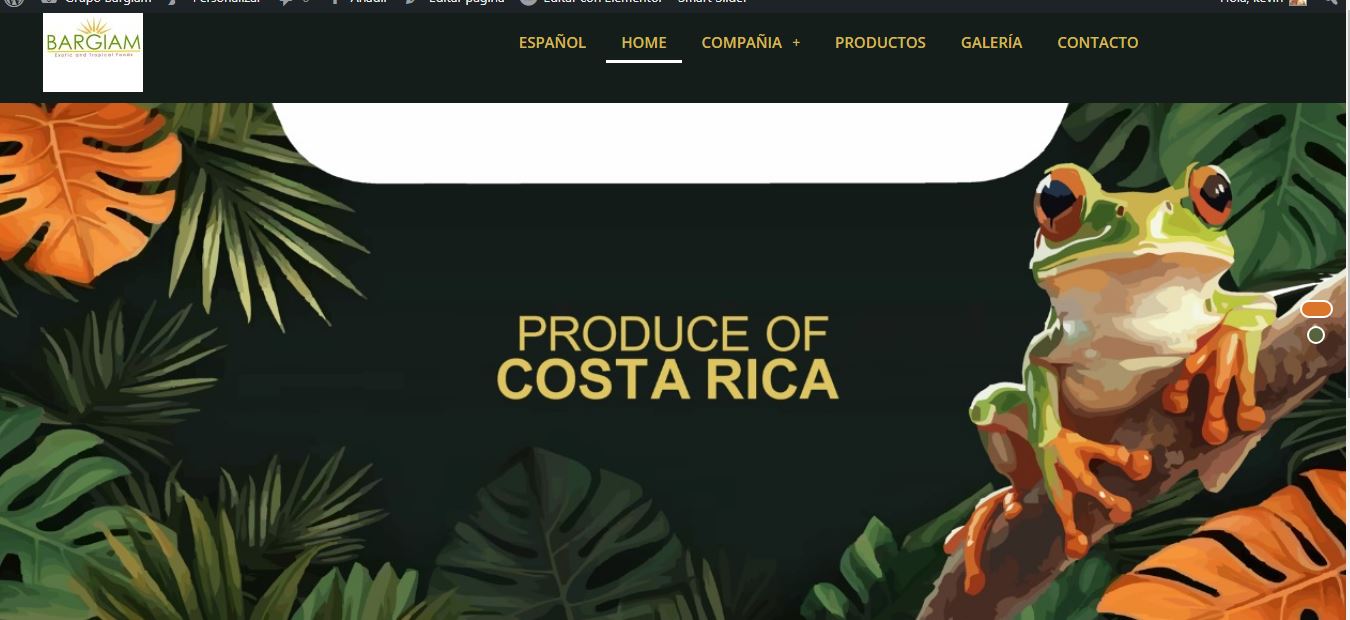 Grupo Bargiam Personalizar 0 Añadir Editar página Editar con Elementor Smart Slider Hola, kevin
BARGIAM
Exotic and Tropical Foods
ESPAÑOL HOME COMPAÑIA + PRODUCTOS GALERÍA CONTACTO
PRODUCE OF
COSTA RICA